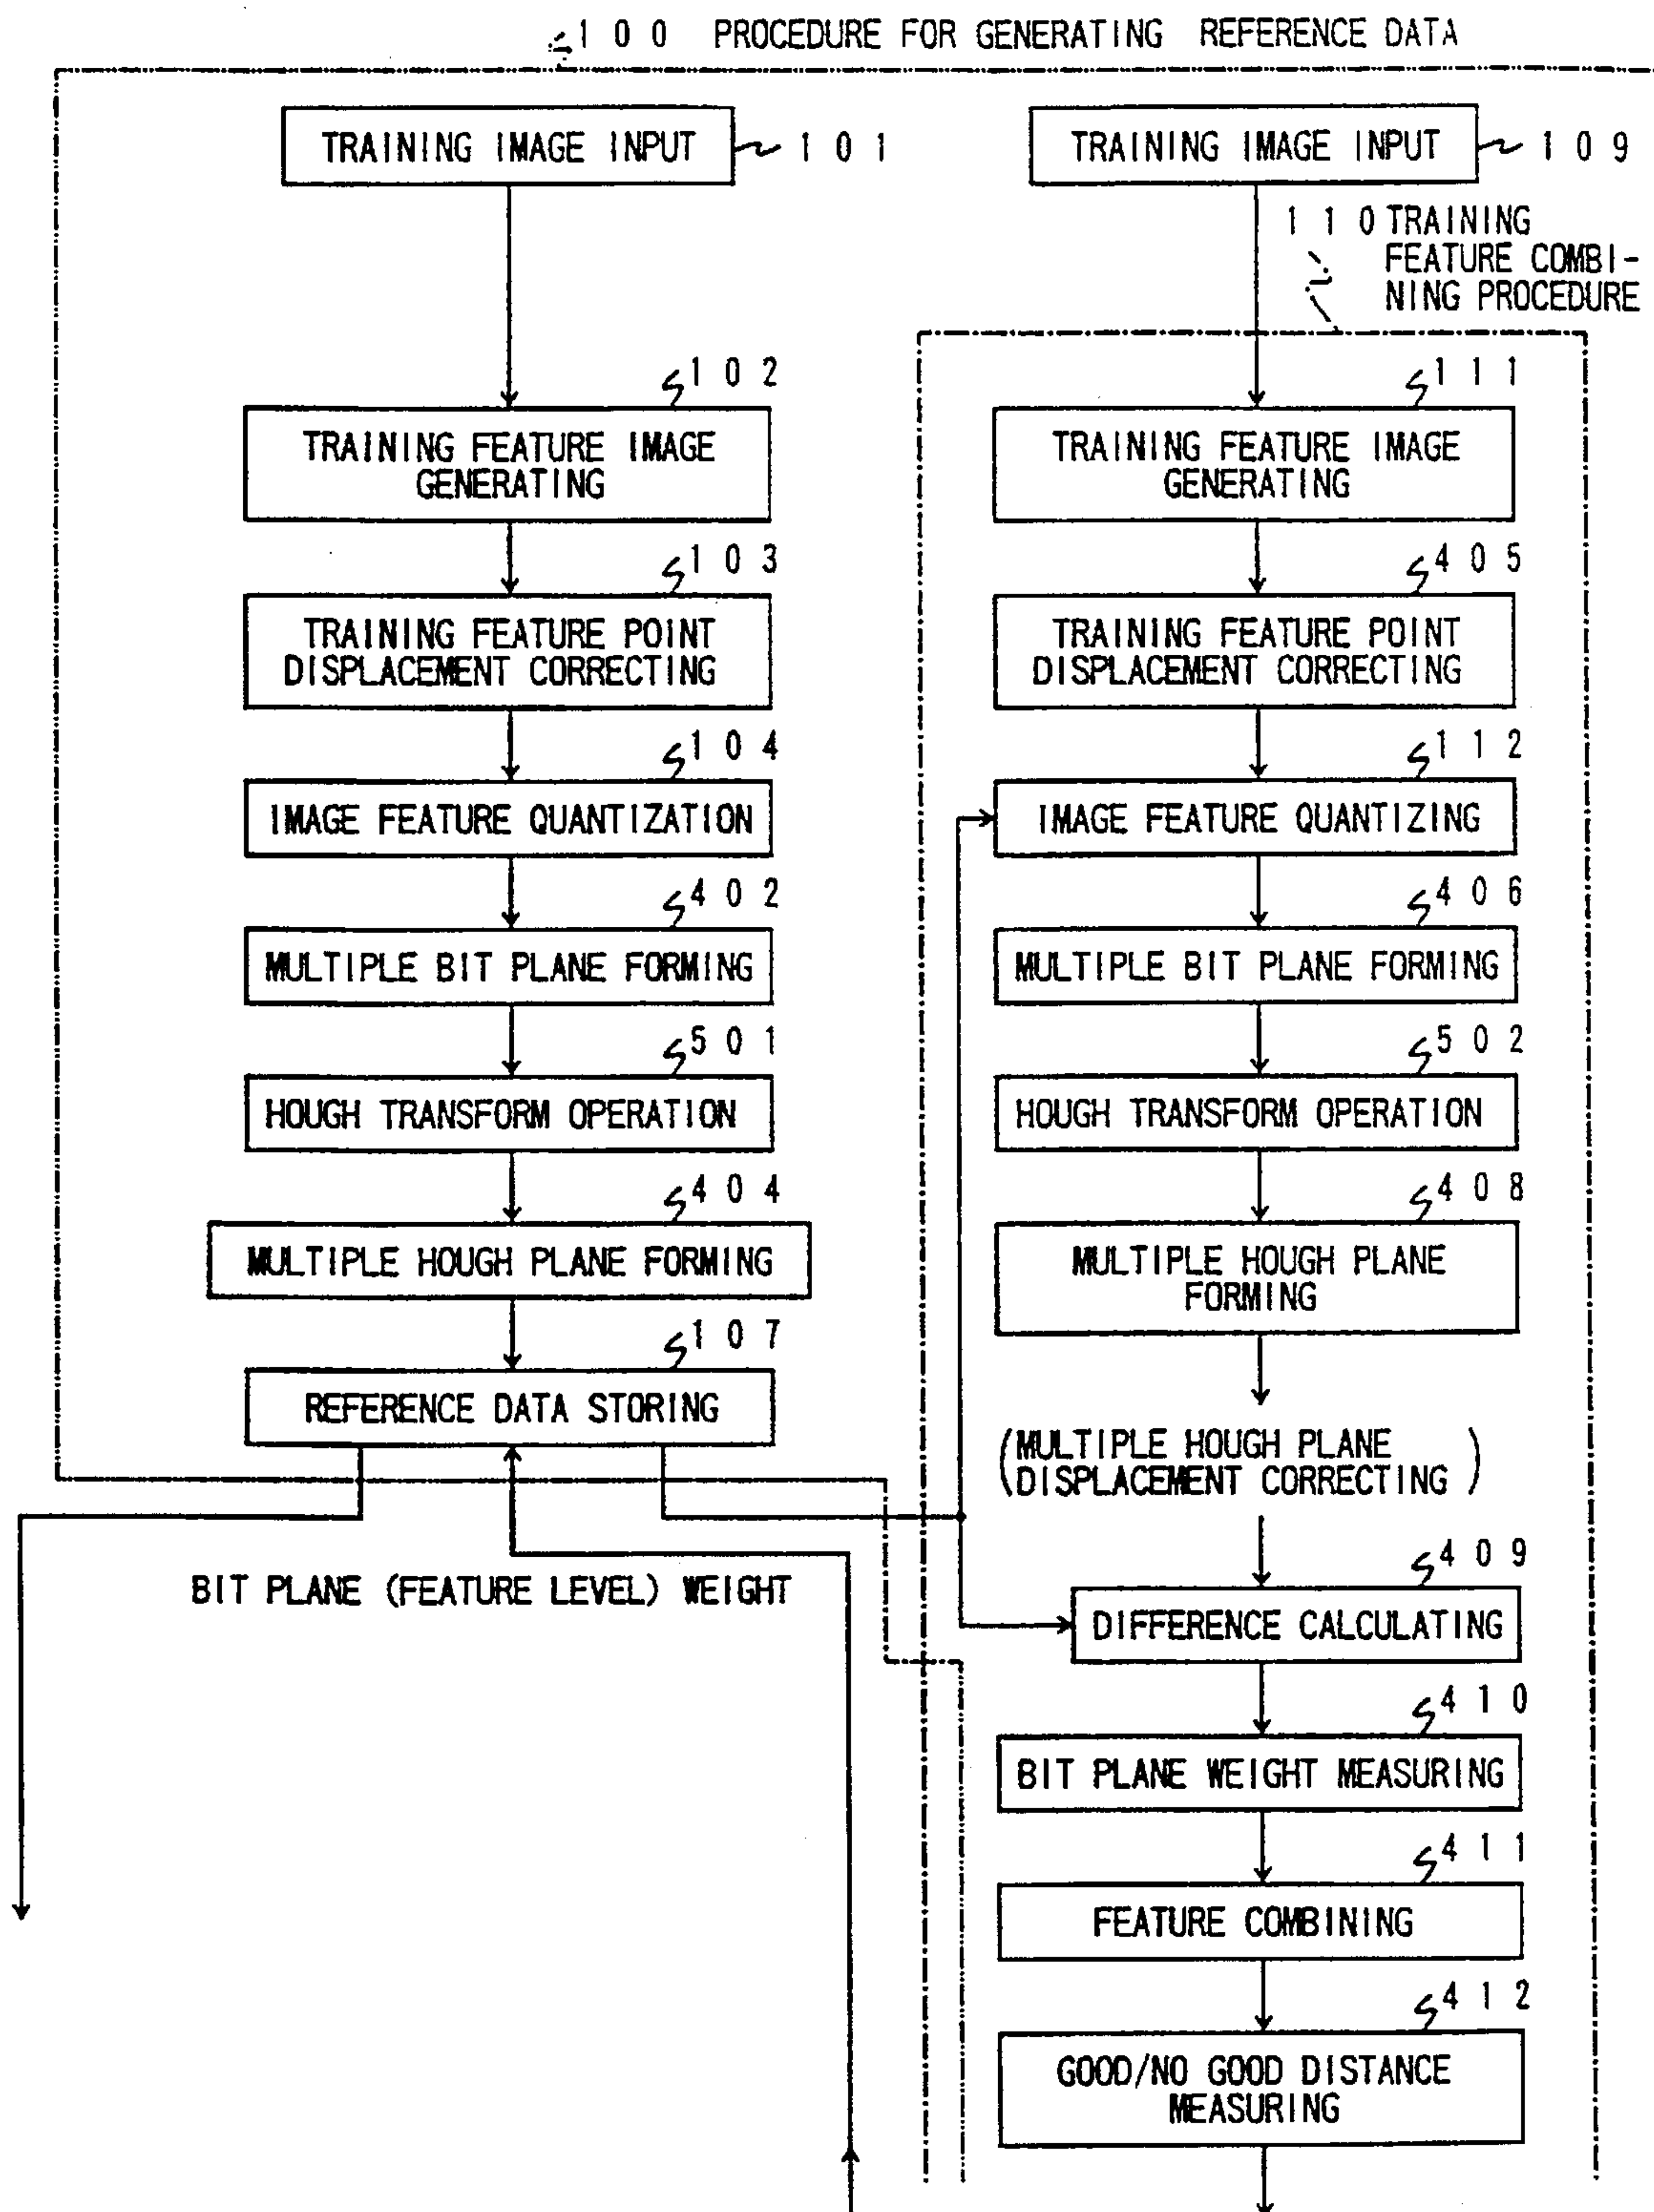 100 PROCEDURE FOR GENERATING REFERENCE DATA
TRAINING IMAGE INPUT
101
102
TRAINING FEATURE IMAGE
GENERATING
103
TRAINING FEATURE POINT
DISPLACEMENT CORRECTING
104
IMAGE FEATURE QUANTIZATION
402
MULTIPLE BIT PLANE FORMING
501
HOUGH TRANSFORM OPERATION
404
MULTIPLE HOUGH PLANE FORMING
107
REFERENCE DATA STORING
BIT PLANE (FEATURE LEVEL) WEIGHT
TRAINING IMAGE INPUT
109
110 TRAINING
FEATURE COMBI-
NING PROCEDURE
111
TRAINING FEATURE IMAGE
GENERATING
405
TRAINING FEATURE POINT
DISPLACEMENT CORRECTING
112
IMAGE FEATURE QUANTIZING
406
MULTIPLE BIT PLANE FORMING
502
HOUGH TRANSFORM OPERATION
408
MULTIPLE HOUGH PLANE
FORMING
(MULTIPLE HOUGH PLANE
DISPLACEMENT CORRECTING)
409
DIFFERENCE CALCULATING
410
BIT PLANE WEIGHT MEASURING
411
FEATURE COMBINING
412
GOOD/NO GOOD DISTANCE
MEASURING